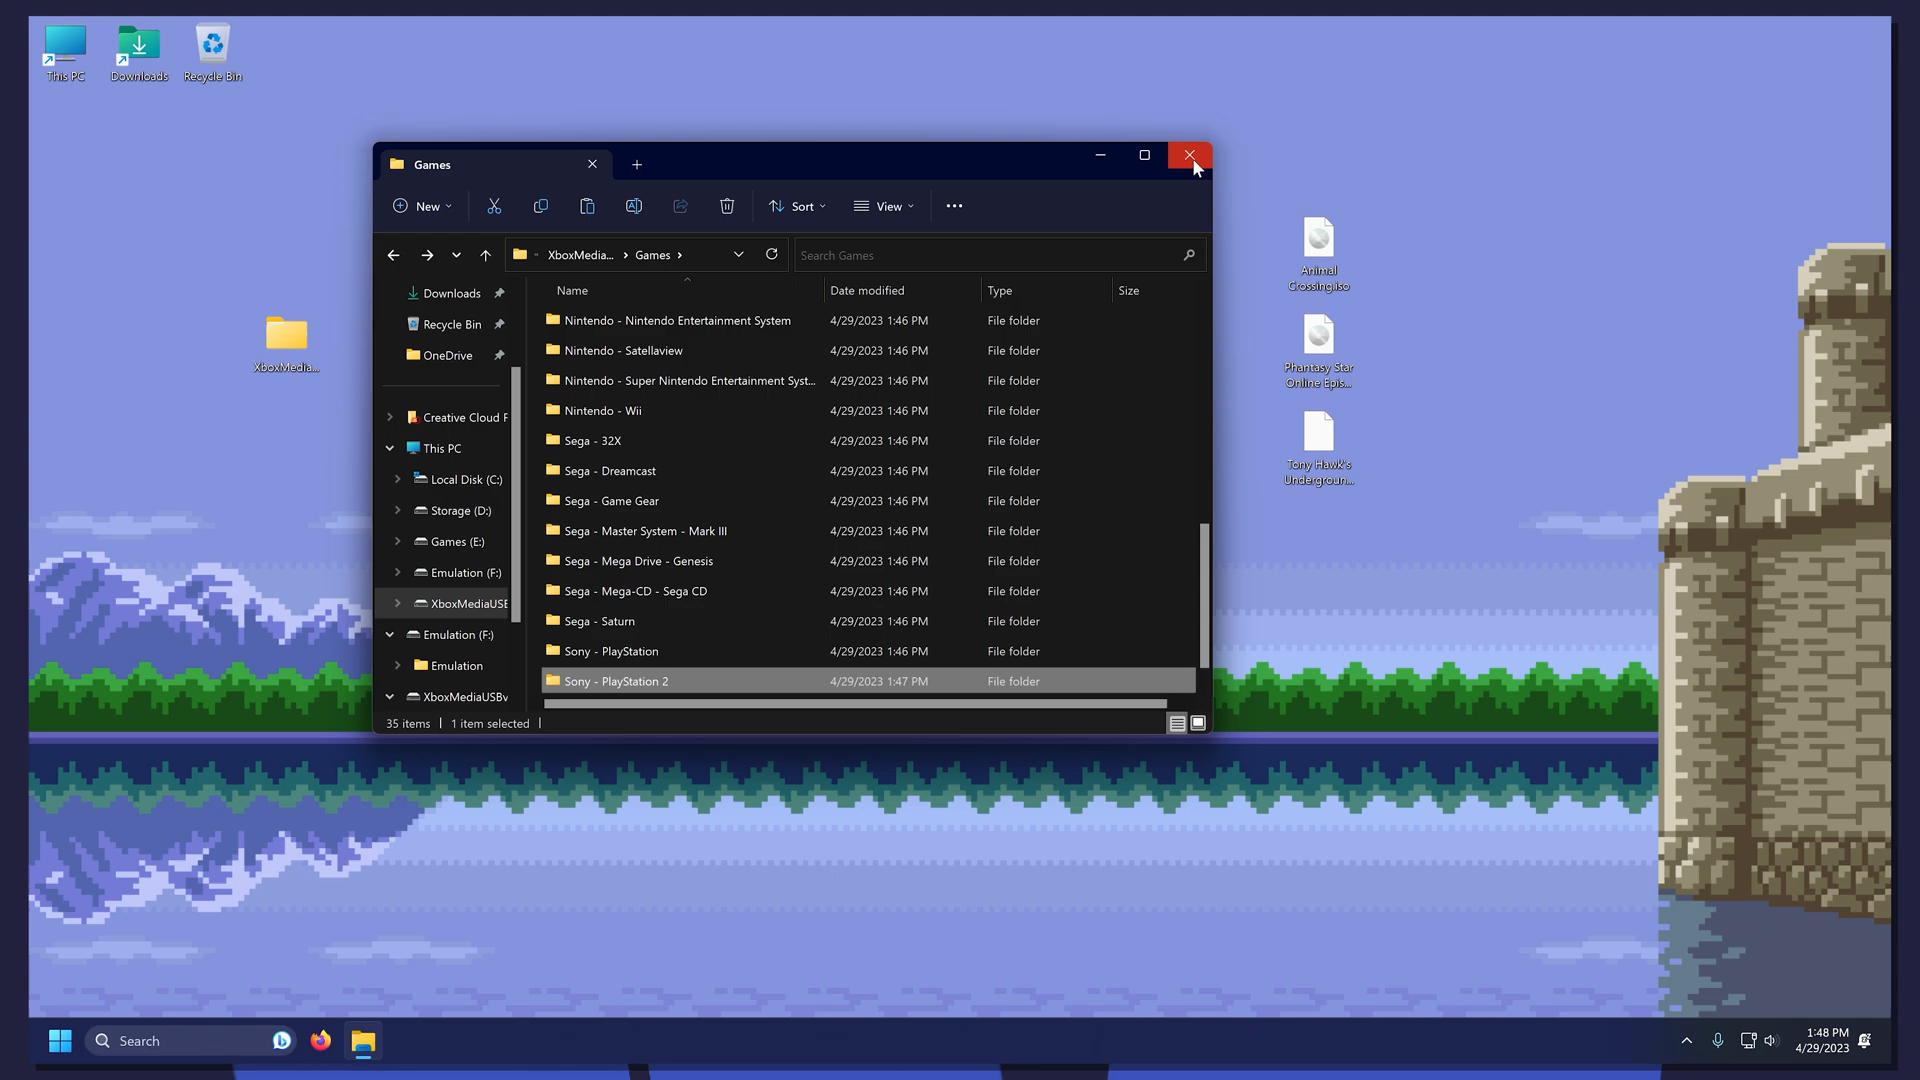 This PC
Downloads
Recycle Bin
Games
New
Sort
View
XboxMedia...
Games
Search Games
Name
Date modified
Type
Size
Downloads
Recycle Bin
OneDrive
Creative Cloud F
This PC
Local Disk (C:)
Storage (D:)
Games (E:)
Emulation (F:)
XboxMediaUSB
Emulation (F:)
Emulation
XboxMediaUSBv
Nintendo - Nintendo Entertainment System 4/29/2023 1:46 PM File folder
Nintendo - Satellaview 4/29/2023 1:46 PM File folder
Nintendo - Super Nintendo Entertainment Syst... 4/29/2023 1:46 PM File folder
Nintendo - Wii 4/29/2023 1:46 PM File folder
Sega - 32X 4/29/2023 1:46 PM File folder
Sega - Dreamcast 4/29/2023 1:46 PM File folder
Sega - Game Gear 4/29/2023 1:46 PM File folder
Sega - Master System - Mark III 4/29/2023 1:46 PM File folder
Sega - Mega Drive - Genesis 4/29/2023 1:46 PM File folder
Sega - Mega-CD - Sega CD 4/29/2023 1:46 PM File folder
Sega - Saturn 4/29/2023 1:46 PM File folder
Sony - PlayStation 4/29/2023 1:46 PM File folder
Sony - PlayStation 2 4/29/2023 1:47 PM File folder
35 items
1 item selected
XboxMedia...
Animal
Crossing.iso
Phantasy Star
Online Epis...
Tony Hawk's
Undergroun...
Search
1:48 PM
4/29/2023